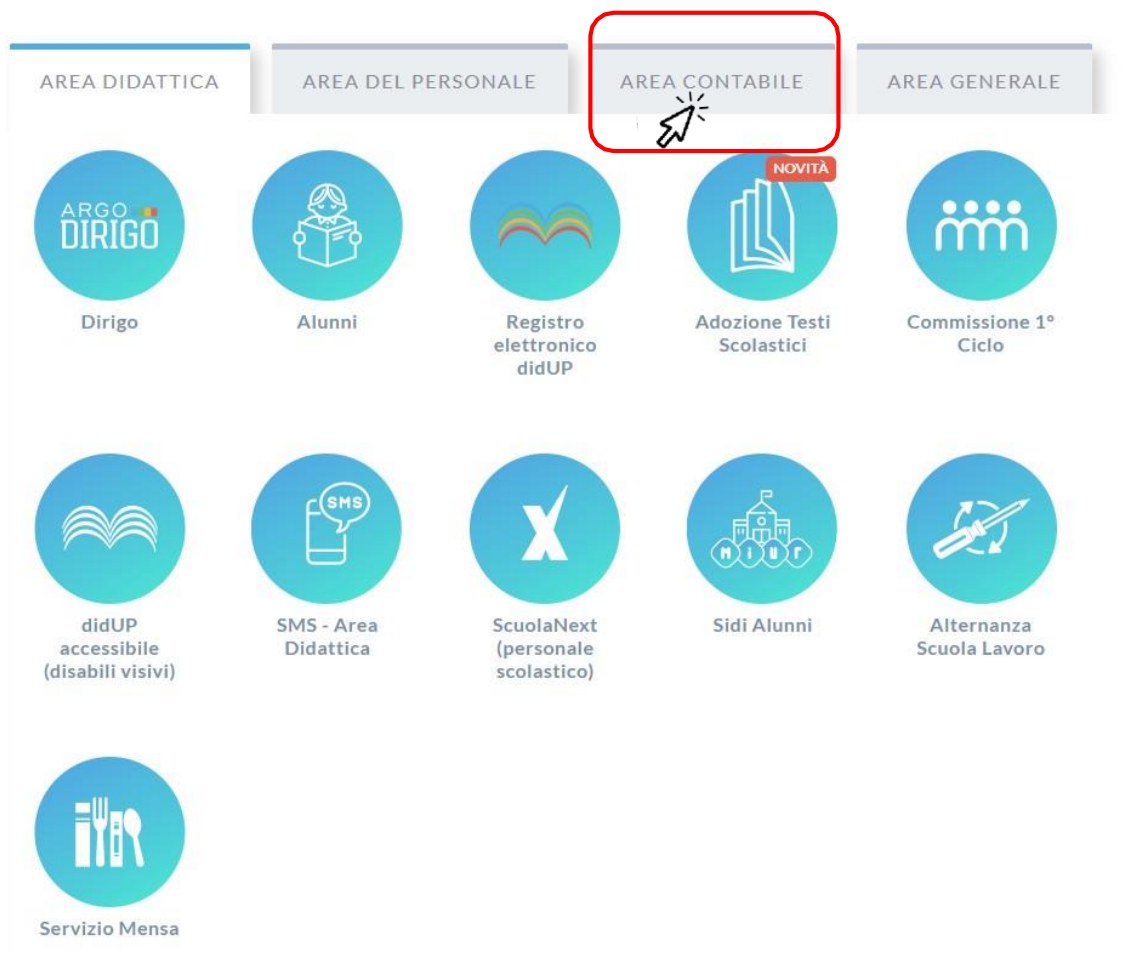 AREA DIDATTICA
AREA DEL PERSONALE
AREA CONTABILE
AREA GENERALE
ARGO
DIRIGO
NOVITÀ
Dirigo
Alunni
Registro
elettronico
didUP
Adozione Testi
Scolastici
Commissione 1°
Ciclo
SMS
MIUr
didUP
accessibile
(disabili visivi)
SMS - Area
Didattica
ScuolaNext
(personale
scolastico)
Sidi Alunni
Alternanza
Scuola Lavoro
Servizio Mensa